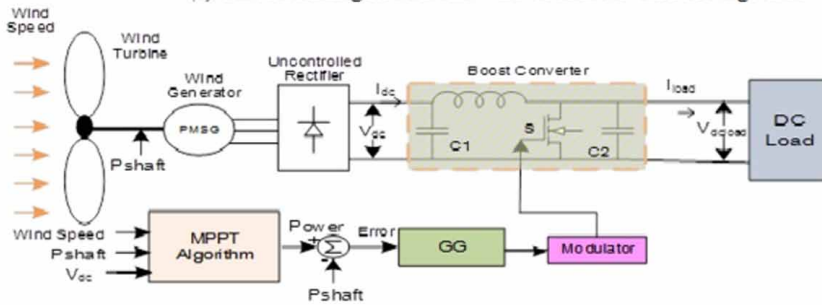 Wind
Speed
Wind
Turbine
Wind
Generator
PMSG
Pshaft
Uncontrolled
Rectifier
Idc
Vdc
Boost Converter
C1
S
C2
Iload
Vdcload
DC
Load
Wind Speed
Pshaft
Vdc
MPPT
Algorithm
Power
+
-
Σ
Pshaft
Error
GG
Modulator